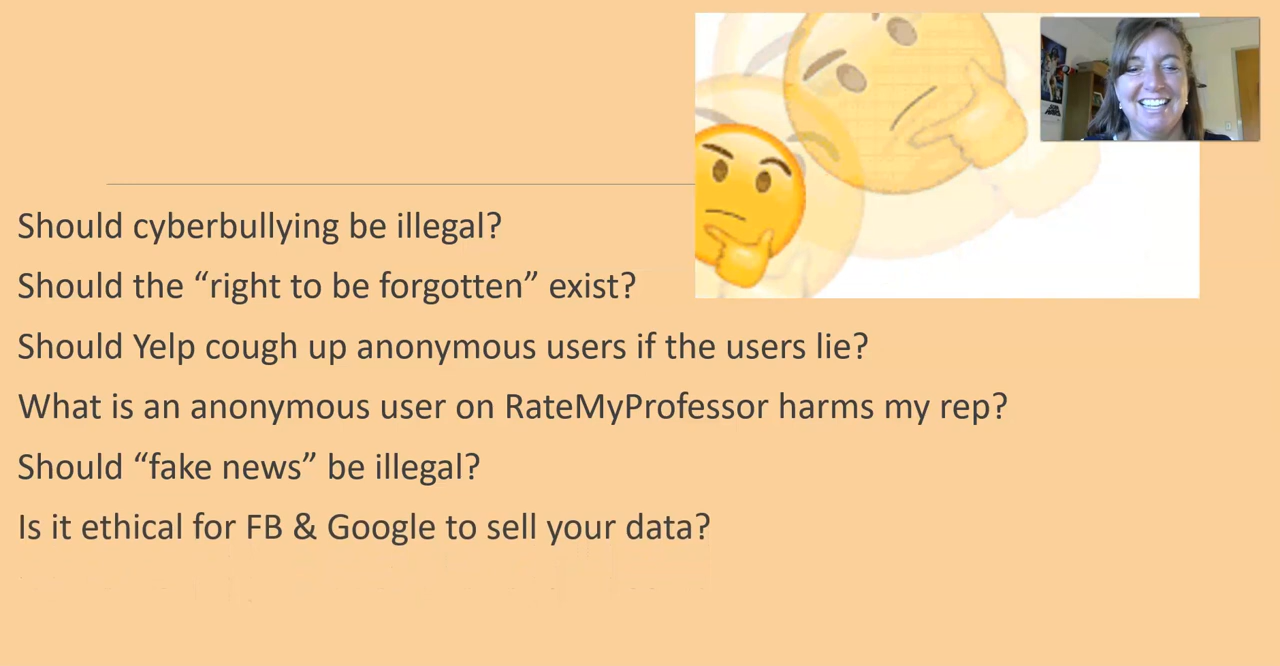 Should cyberbullying be illegal?
Should the “right to be forgotten” exist?
Should Yelp cough up anonymous users if the users lie?
What is an anonymous user on RateMyProfessor harms my rep?
Should “fake news” be illegal?
Is it ethical for FB & Google to sell your data?